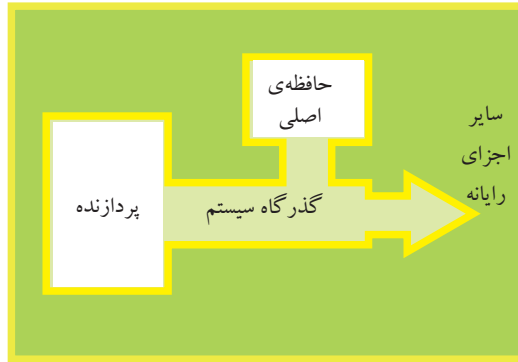 حافظه‌ی
اصلی
سایر
اجزای
رایانه
گذرگاه سیستم
پردازنده